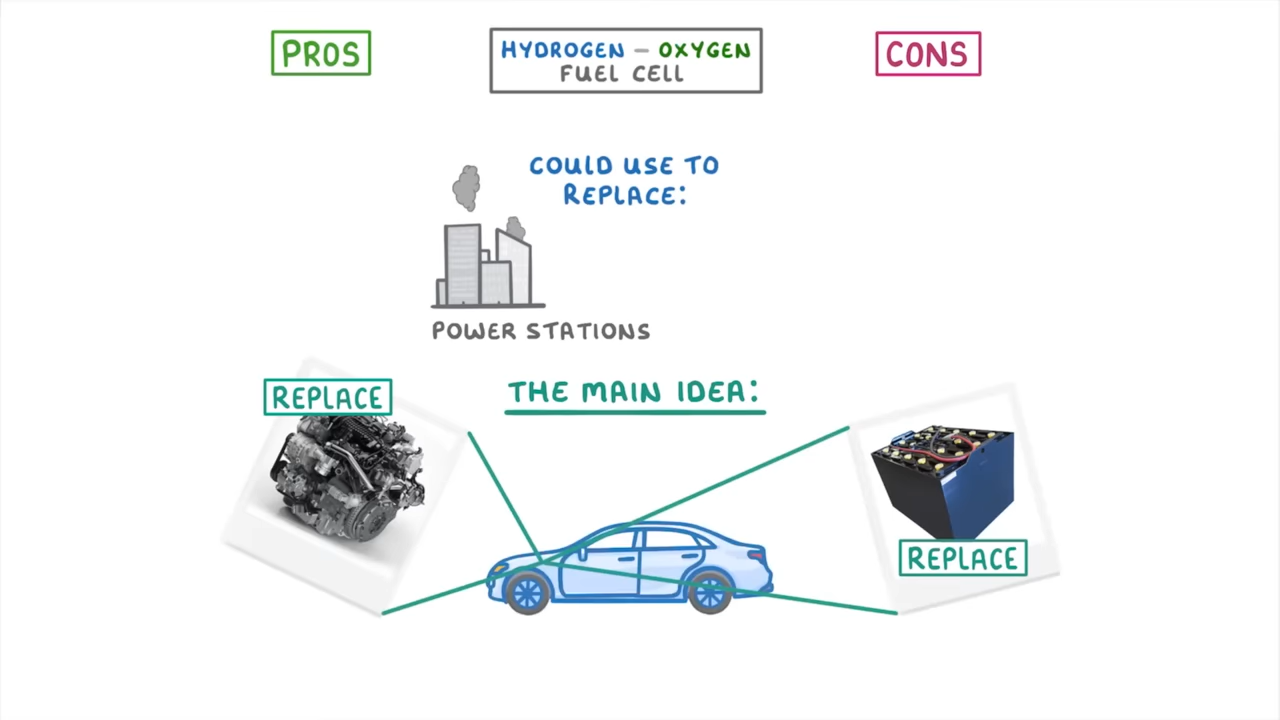 PROS
HYDROGEN – OXYGEN
FUEL CELL
CONS
COULD USE TO
REPLACE:
POWER STATIONS
THE MAIN IDEA:
REPLACE
REPLACE